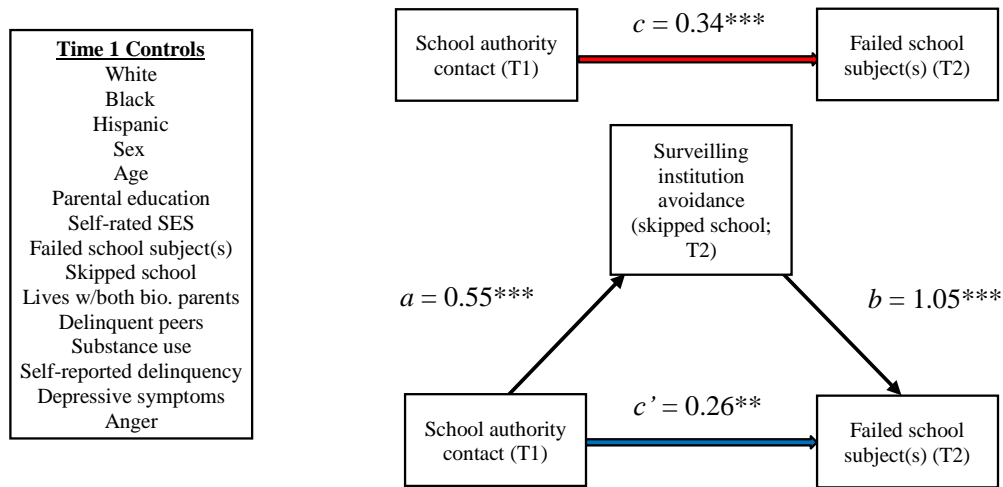 Time 1 Controls
White
Black
Hispanic
Sex
Age
Parental education
Self-rated SES
Failed school subject(s)
Skipped school
Lives w/both bio. parents
Delinquent peers
Substance use
Self-reported delinquency
Depressive symptoms
Anger
School authority
contact (T1)
c = 0.34***
Failed school
subject(s) (T2)
Surveilling
institution
avoidance
(skipped school;
T2)
a = 0.55***
b = 1.05***
School authority
contact (T1)
c’ = 0.26**
Failed school
subject(s) (T2)